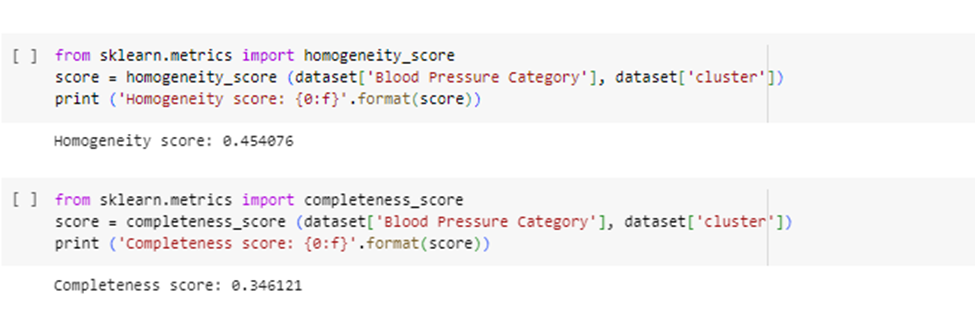 [ ] from sklearn.metrics import homogeneity_score
score = homogeneity_score (dataset['Blood Pressure Category'], dataset['cluster'])
print ('Homogeneity score: {0:f}'.format(score))
Homogeneity score: 0.454076
[ ] from sklearn.metrics import completeness_score
score = completeness_score (dataset['Blood Pressure Category'], dataset['cluster'])
print ('Completeness score: {0:f}'.format(score))
Completeness score: 0.346121